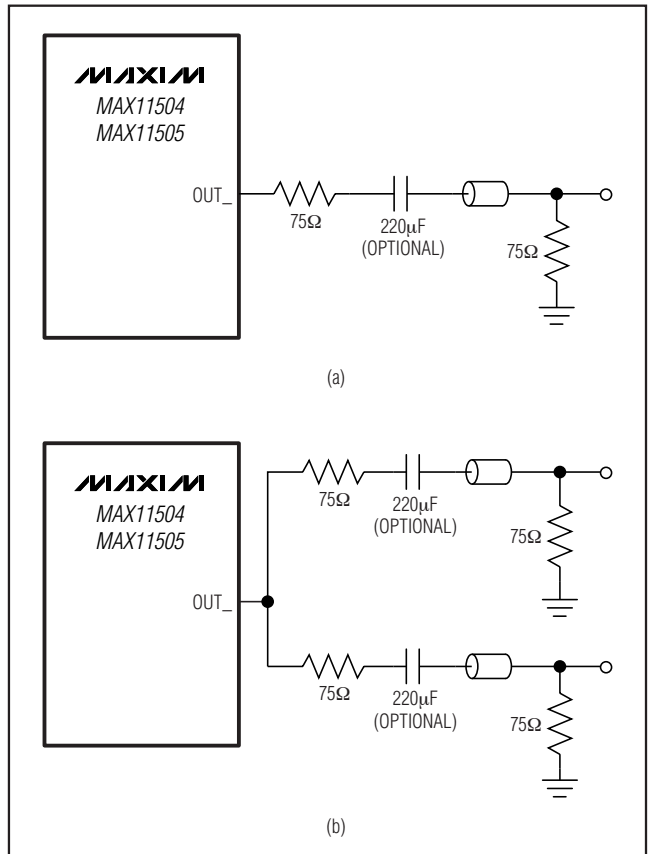 MAXIM
MAX11504
MAX11505
OUT_
75Ω
220μF
(OPTIONAL)
75Ω
(a)
MAXIM
MAX11504
MAX11505
OUT_
75Ω
220μF
(OPTIONAL)
75Ω
75Ω
220μF
(OPTIONAL)
75Ω
(b)